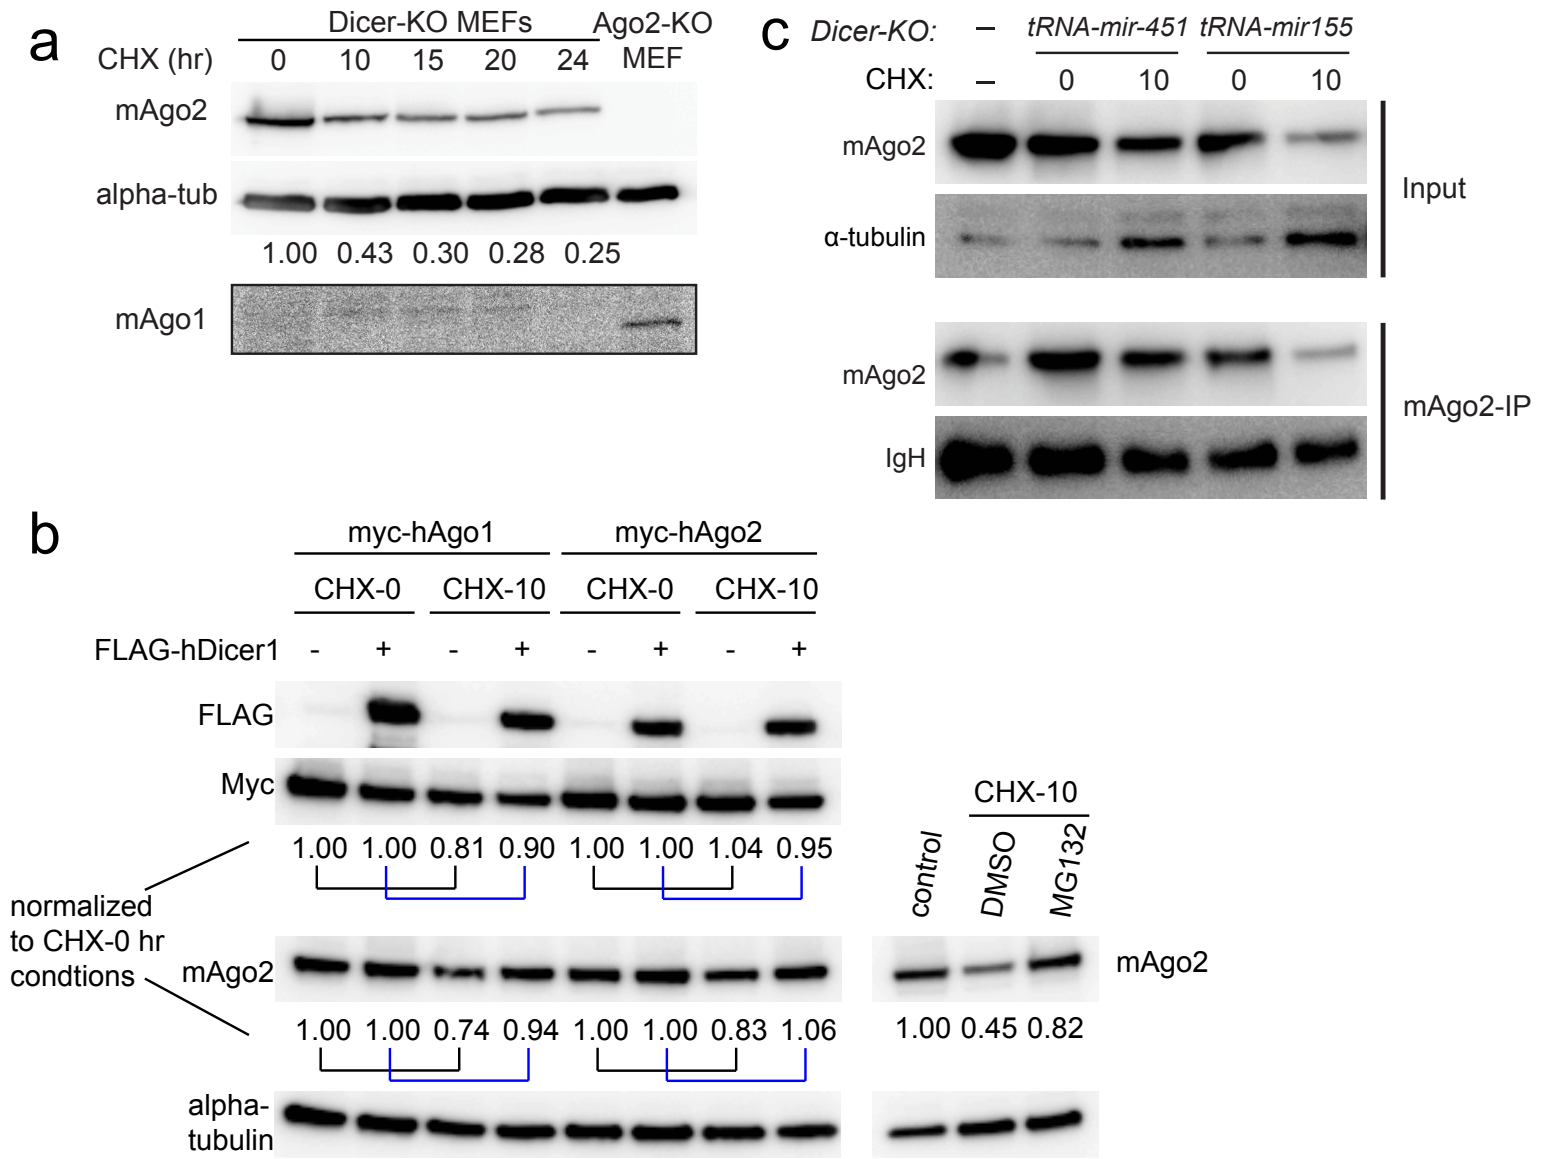 a
Dicer-KO MEFs
Ago2-KO
MEF
CHX (hr)
0 10 15 20 24
mAgo2
alpha-tub
1.00 0.43 0.30 0.28 0.25
mAgo1
c
Dicer-KO: – tRNA-mir-451 tRNA-mir155
CHX: – 0 10 0 10
mAgo2
α-tubulin
Input
mAgo2
IgH
mAgo2-IP
b
myc-hAgo1 myc-hAgo2
CHX-0 CHX-10 CHX-0 CHX-10
FLAG-hDicer1 - + - + - + - +
FLAG
Myc
1.00 1.00 0.81 0.90 1.00 1.00 1.04 0.95
normalized
to CHX-0 hr
condtions
mAgo2
1.00 1.00 0.74 0.94 1.00 1.00 0.83 1.06
alpha-
tubulin
CHX-10
control DMSO MG132
mAgo2
1.00 0.45 0.82